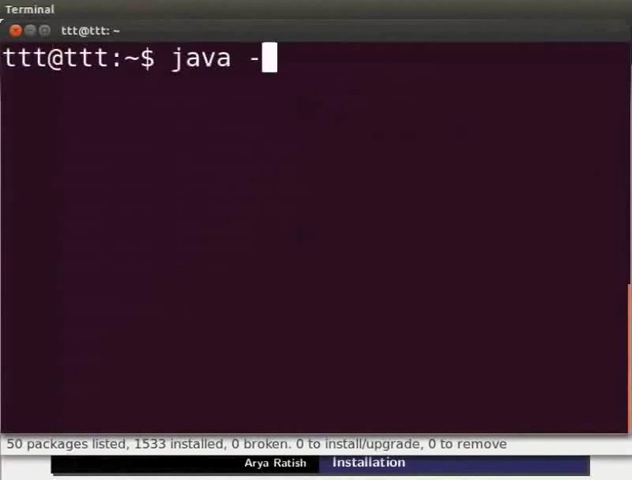 Terminal
ttt@ttt: ~
ttt@ttt:~$ java -
50 packages listed, 1533 installed, 0 broken. 0 to install/upgrade, 0 to remove
Arya Ratish Installation